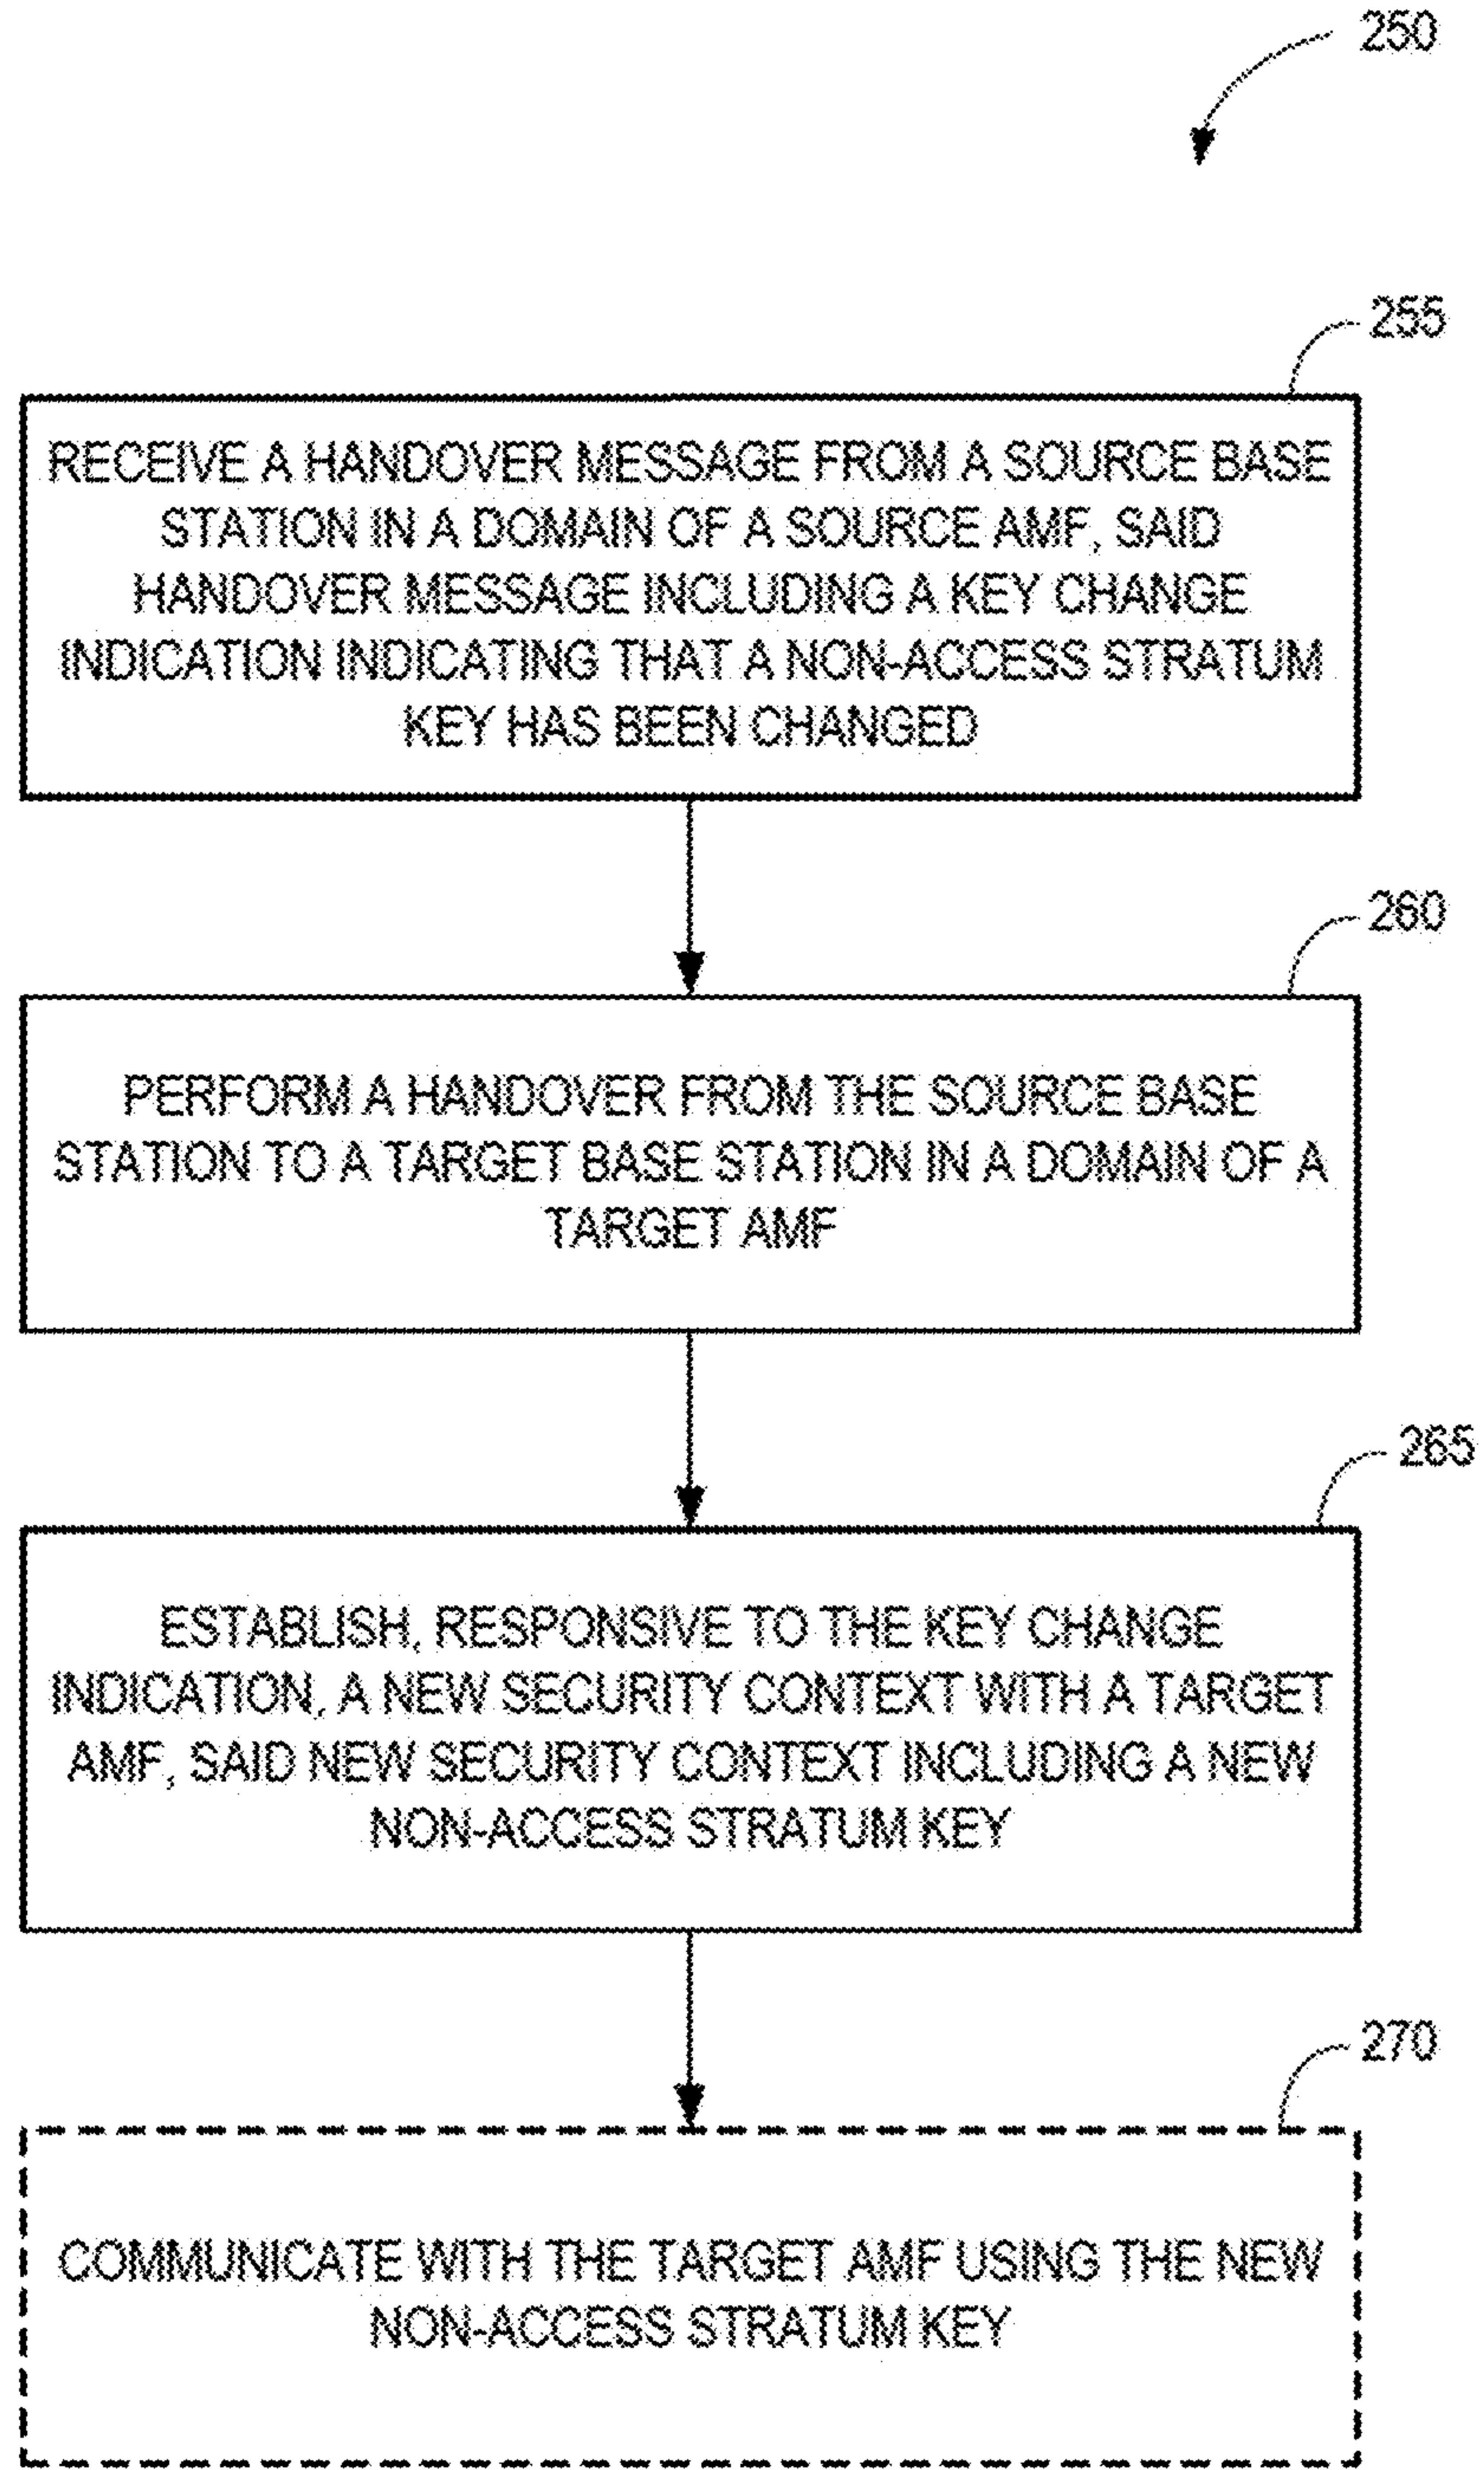 250
255
RECEIVE A HANDOVER MESSAGE FROM A SOURCE BASE
STATION IN A DOMAIN OF A SOURCE AMF, SAID
HANDOVER MESSAGE INCLUDING A KEY CHANGE
INDICATION INDICATING THAT A NON-ACCESS STRATUM
KEY HAS BEEN CHANGED
260
PERFORM A HANDOVER FROM THE SOURCE BASE
STATION TO A TARGET BASE STATION IN A DOMAIN OF A
TARGET AMF
265
ESTABLISH, RESPONSIVE TO THE KEY CHANGE
INDICATION, A NEW SECURITY CONTEXT WITH A TARGET
AMF, SAID NEW SECURITY CONTEXT INCLUDING A NEW
NON-ACCESS STRATUM KEY
270
COMMUNICATE WITH THE TARGET AMF USING THE NEW
NON-ACCESS STRATUM KEY